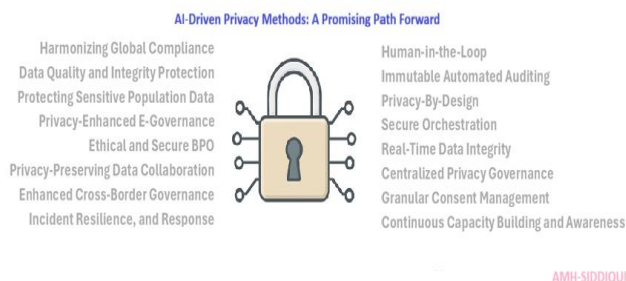 AI-Driven Privacy Methods: A Promising Path Forward
Harmonizing Global Compliance
Data Quality and Integrity Protection
Protecting Sensitive Population Data
Privacy-Enhanced E-Governance
Ethical and Secure BPO
Privacy-Preserving Data Collaboration
Enhanced Cross-Border Governance
Incident Resilience, and Response
Human-in-the-Loop
Immutable Automated Auditing
Privacy-By-Design
Secure Orchestration
Real-Time Data Integrity
Centralized Privacy Governance
Granular Consent Management
Continuous Capacity Building and Awareness
AMH-SIDDIQUI